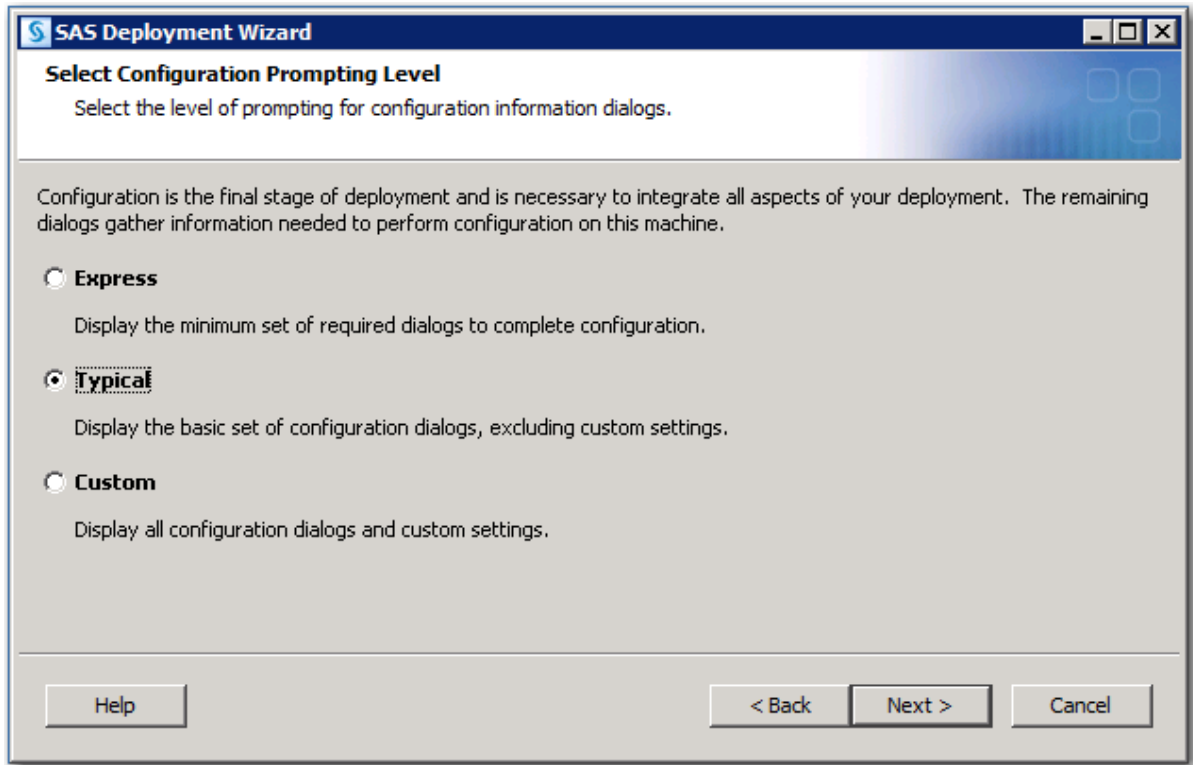 SAS Deployment Wizard
Select Configuration Prompting Level
Select the level of prompting for configuration information dialogs.
Configuration is the final stage of deployment and is necessary to integrate all aspects of your deployment.  The remaining
dialogs gather information needed to perform configuration on this machine.
Express
Display the minimum set of required dialogs to complete configuration.
Typical
Display the basic set of configuration dialogs, excluding custom settings.
Custom
Display all configuration dialogs and custom settings.
Help < Back Next > Cancel